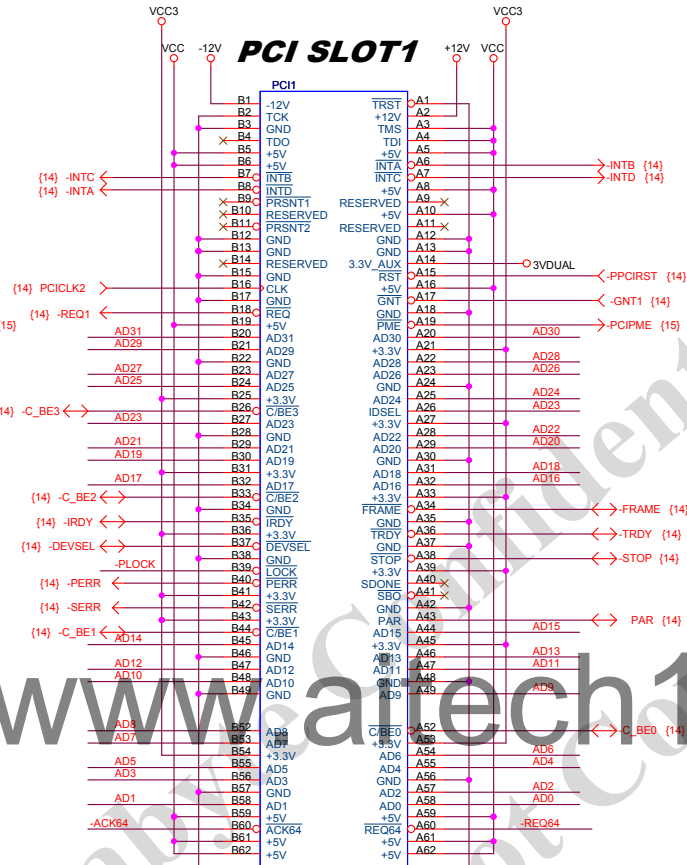 VCC3 VCC3
VCC -12V PCI SLOT1 +12V VCC
PCI1
B1 -12V TRST A1
B2 TCK +12V A2
B3 GND TMS A3
B4 TDO TDI A4
B5 +5V +5V A5
B6 +5V INTA A6 -INTB {14}
{14} -INTC B7 INTB INTC A7 -INTD {14}
{14} -INTA B8 INTD +5V A8
B9 PRSNT1 RESERVED A9
B10 RESERVED +5V A10
B11 PRSNT2 RESERVED A11
B12 GND GND A12
B13 GND GND A13
B14 RESERVED 3.3V_AUX A14 3VDUAL
B15 GND RST A15 -PPCIRST {14}
{14} PCICLK2 B16 CLK +5V A16
B17 GND GNT A17 -GNT1 {14}
{14} -REQ1 B18 REQ GND A18
{15} B19 +5V PME A19 -PCIPME {15}
AD31 B20 AD31 AD30 A20 AD30
AD29 B21 AD29 +3.3V A21
B22 GND AD28 A22 AD28
AD27 B23 AD27 AD26 A23 AD26
AD25 B24 AD25 GND A24
B25 +3.3V AD24 A25 AD24
14} -C_BE3 B26 C/BE3 IDSEL A26 AD23
AD23 B27 AD23 +3.3V A27
B28 GND AD22 A28 AD22
AD21 B29 AD21 AD20 A29 AD20
AD19 B30 AD19 GND A30
B31 +3.3V AD18 A31 AD18
AD17 B32 AD17 AD16 A32 AD16
{14} -C_BE2 B33 C/BE2 +3.3V A33
B34 GND FRAME A34 -FRAME {14
{14} -IRDY B35 IRDY GND A35
B36 +3.3V TRDY A36 -TRDY {14}
{14} -DEVSEL B37 DEVSEL GND A37
B38 GND STOP A38 -STOP {14}
-PLOCK B39 LOCK +3.3V A39
{14} -PERR B40 PERR SDONE A40
B41 +3.3V SBO A41
{14} -SERR B42 SERR GND A42
B43 +3.3V PAR A43 PAR {14}
{14} -C_BE1 B44 C/BE1 AD15 A44 AD15
AD14 B45 AD14 +3.3V A45
B46 GND AD13 A46 AD13
AD12 B47 AD12 AD11 A47 AD11
AD10 B48 AD10 GND A48
B49 GND AD9 A49 AD9
www.aitech1
AD8 B52 AD8 C/BE0 A52 -C_BE0 {14}
AD7 B53 AD7 +3.3V A53
B54 +3.3V AD6 A54 AD6
AD5 B55 AD5 AD4 A55 AD4
AD3 B56 AD3 GND A56
B57 GND AD2 A57 AD2
AD1 B58 AD1 AD0 A58 AD0
B59 +5V +5V A59
-ACK64 B60 ACK64 REQ64 A60 -REQ64
B61 +5V +5V A61
B62 +5V +5V A62